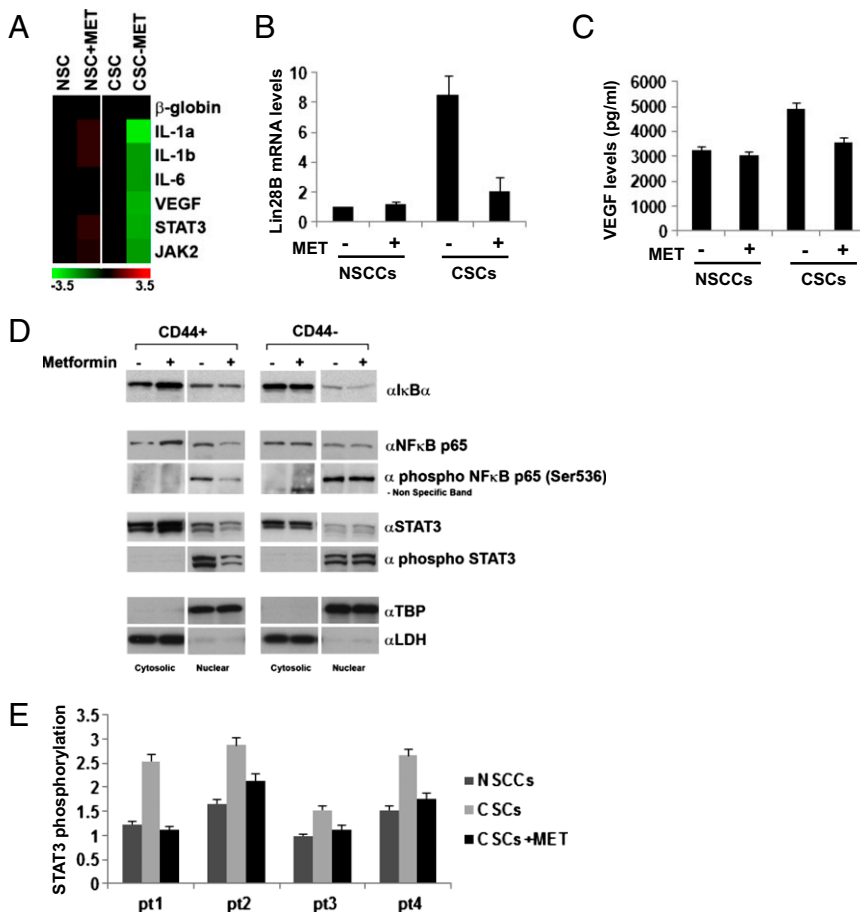 A
NSC
NSC+MET
CSC
CSC-MET
β-globin
IL-1a
IL-1b
IL-6
VEGF
STAT3
JAK2
-3.5 3.5
B
Lin28B mRNA levels
10
8
6
4
2
0
MET - + - +
NSCCs CSCs
C
VEGF levels (pg/ml)
6000
5000
4000
3000
2000
1000
0
MET - + - +
NSCCs CSCs
D
CD44+ CD44-
Metformin - + - + - + - +
αIκBα
αNFκB p65
α phospho NFκB p65 (Ser536)
- Non Specific Band
αSTAT3
α phospho STAT3
αTBP
αLDH
Cytosolic Nuclear Cytosolic Nuclear
E
STAT3 phosphorylation
3.5
3
2.5
2
1.5
1
0.5
0
pt1 pt2 pt3 pt4
NSCCs
CSCs
CSCs+MET